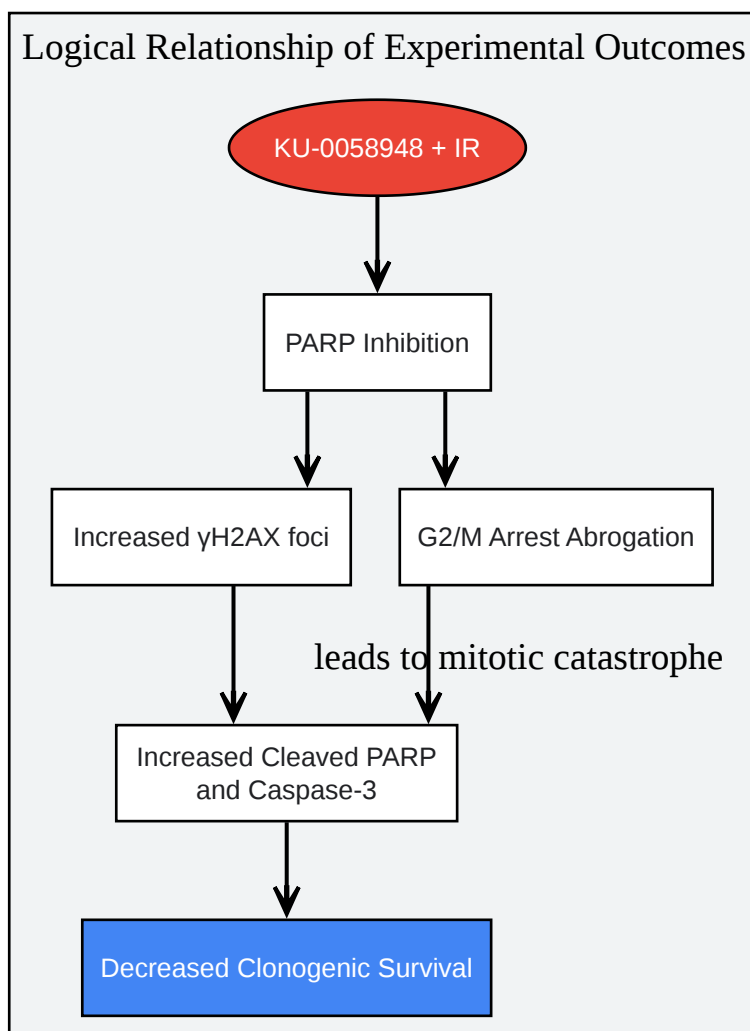 Logical Relationship of Experimental Outcomes
KU-0058948 + IR
PARP Inhibition
Increased γH2AX foci
G2/M Arrest Abrogation
leads to mitotic catastrophe
Increased Cleaved PARP
and Caspase-3
Decreased Clonogenic Survival